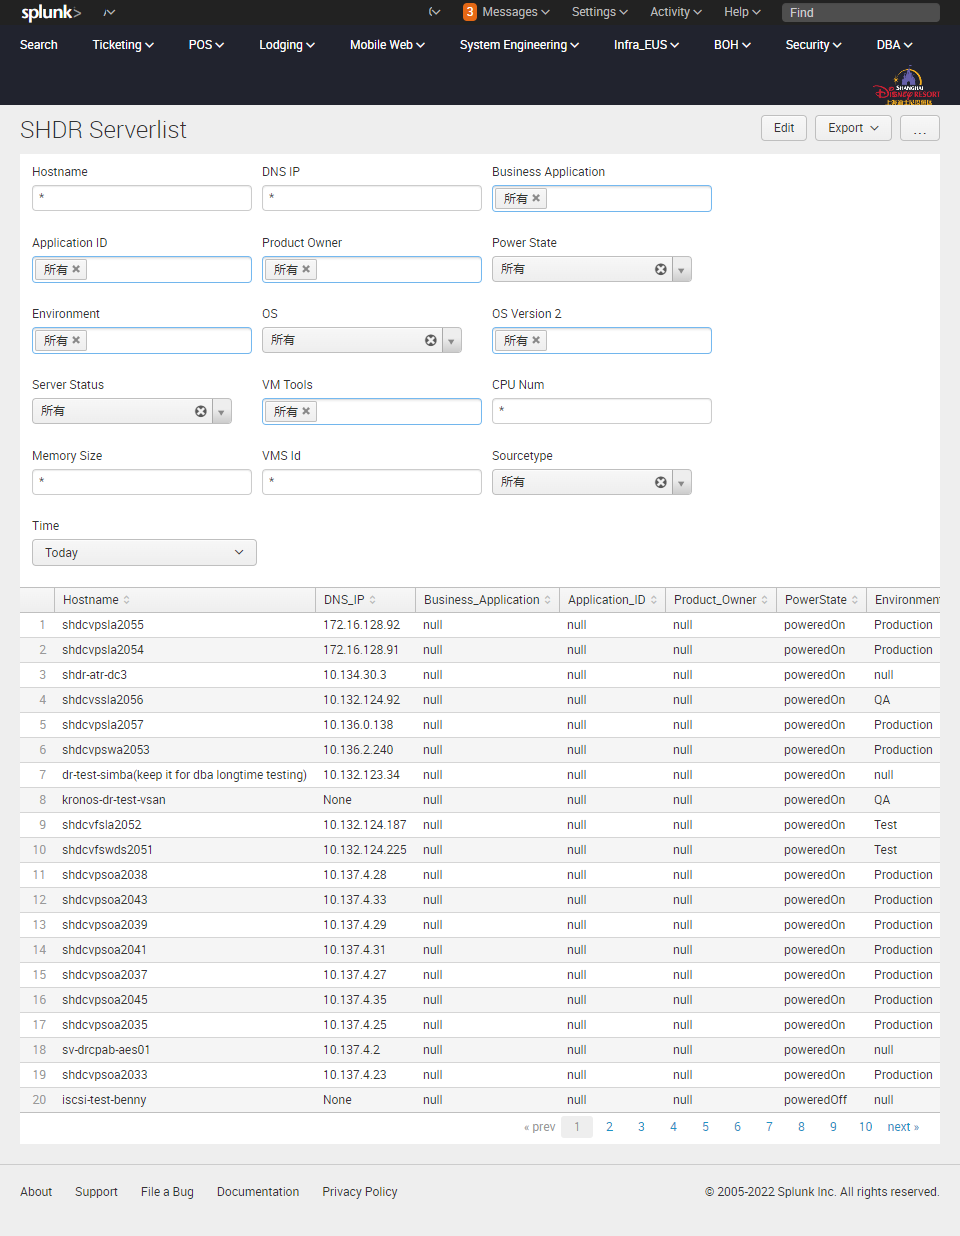 splunk>
3 Messages Settings Activity Help Find
Search Ticketing POS Lodging Mobile Web System Engineering Infra_EUS BOH Security DBA
SHANGHAI
DISNEY RESORT
SHDR Serverlist
Edit Export ...
Hostname DNS IP Business Application
* * 所有
Application ID Product Owner Power State
所有 所有 所有
Environment OS OS Version 2
所有 所有 所有
Server Status VM Tools CPU Num
所有 所有 *
Memory Size VMS Id Sourcetype
* * 所有
Time
Today
Hostname DNS_IP Business_Application Application_ID Product_Owner PowerState Environment
1 shdcvpsla2055 172.16.128.92 null null null poweredOn Production
2 shdcvpsla2054 172.16.128.91 null null null poweredOn Production
3 shdr-atr-dc3 10.134.30.3 null null null poweredOn null
4 shdcvssla2056 10.132.124.92 null null null poweredOn QA
5 shdcvpsla2057 10.136.0.138 null null null poweredOn Production
6 shdcvpswa2053 10.136.2.240 null null null poweredOn Production
7 dr-test-simba(keep it for dba longtime testing) 10.132.123.34 null null null poweredOn null
8 kronos-dr-test-vsan None null null null poweredOn QA
9 shdcvfsla2052 10.132.124.187 null null null poweredOn Test
10 shdcvfswds2051 10.132.124.225 null null null poweredOn Test
11 shdcvpsoa2038 10.137.4.28 null null null poweredOn Production
12 shdcvpsoa2043 10.137.4.33 null null null poweredOn Production
13 shdcvpsoa2039 10.137.4.29 null null null poweredOn Production
14 shdcvpsoa2041 10.137.4.31 null null null poweredOn Production
15 shdcvpsoa2037 10.137.4.27 null null null poweredOn Production
16 shdcvpsoa2045 10.137.4.35 null null null poweredOn Production
17 shdcvpsoa2035 10.137.4.25 null null null poweredOn Production
18 sv-drcpab-aes01 10.137.4.2 null null null poweredOn null
19 shdcvpsoa2033 10.137.4.23 null null null poweredOn Production
20 iscsi-test-benny None null null null poweredOff null
« prev 1 2 3 4 5 6 7 8 9 10 next »
About Support File a Bug Documentation Privacy Policy © 2005-2022 Splunk Inc. All rights reserved.